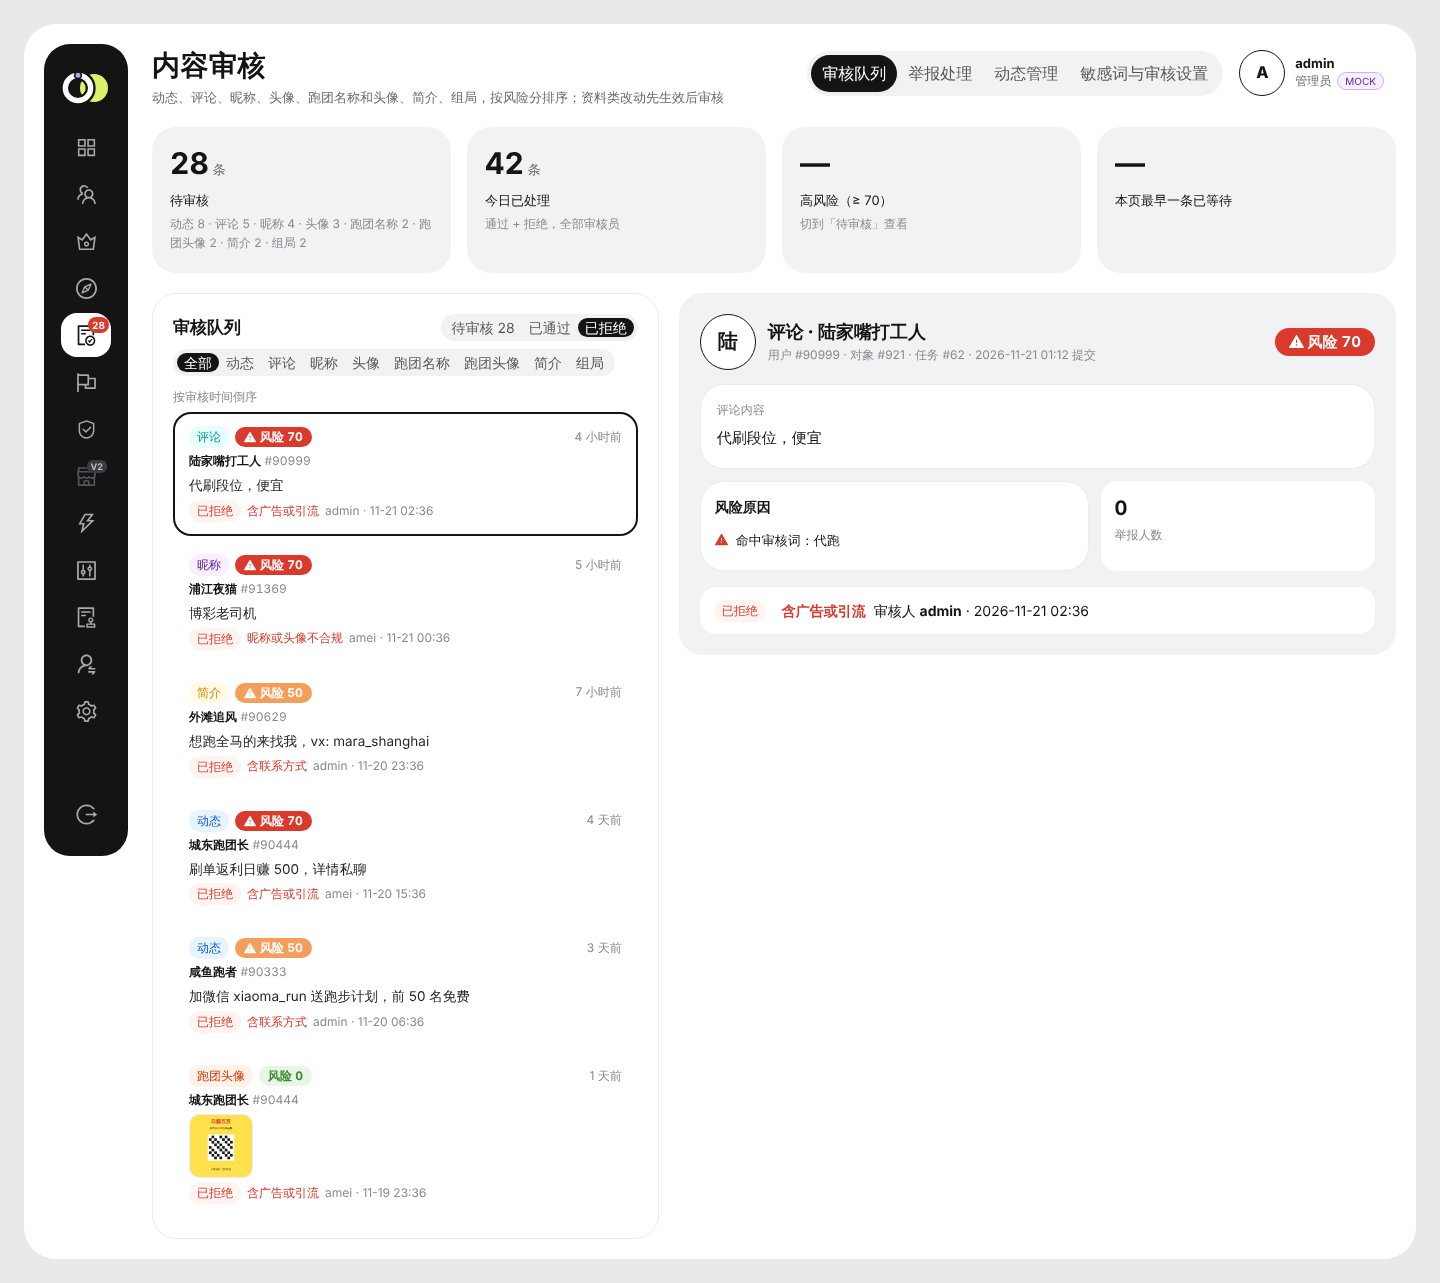 内容审核
动态、评论、昵称、头像、跑团名称和头像、简介、组局，按风险分排序；资料类改动先生效后审核
审核队列 举报处理 动态管理 敏感词与审核设置
A
admin
管理员 MOCK
28
V2
28 条
待审核
动态 8 · 评论 5 · 昵称 4 · 头像 3 · 跑团名称 2 · 跑
团头像 2 · 简介 2 · 组局 2
42 条
今日已处理
通过 + 拒绝，全部审核员
—
高风险（≥ 70）
切到「待审核」查看
—
本页最早一条已等待
审核队列
待审核 28 已通过 已拒绝
全部 动态 评论 昵称 头像 跑团名称 跑团头像 简介 组局
按审核时间倒序
评论 风险 70 4 小时前
陆家嘴打工人 #90999
代刷段位，便宜
已拒绝 含广告或引流 admin · 11-21 02:36
昵称 风险 70 5 小时前
浦江夜猫 #91369
博彩老司机
已拒绝 昵称或头像不合规 amei · 11-21 00:36
简介 风险 50 7 小时前
外滩追风 #90629
想跑全马的来找我，vx: mara_shanghai
已拒绝 含联系方式 admin · 11-20 23:36
动态 风险 70 4 天前
城东跑团长 #90444
刷单返利日赚 500，详情私聊
已拒绝 含广告或引流 amei · 11-20 15:36
动态 风险 50 3 天前
咸鱼跑者 #90333
加微信 xiaoma_run 送跑步计划，前 50 名免费
已拒绝 含联系方式 admin · 11-20 06:36
跑团头像 风险 0 1 天前
城东跑团长 #90444
已拒绝 含广告或引流 amei · 11-19 23:36
陆
评论 · 陆家嘴打工人
用户 #90999 · 对象 #921 · 任务 #62 · 2026-11-21 01:12 提交
风险 70
评论内容
代刷段位，便宜
风险原因
命中审核词：代跑
0
举报人数
已拒绝 含广告或引流 审核人 admin · 2026-11-21 02:36